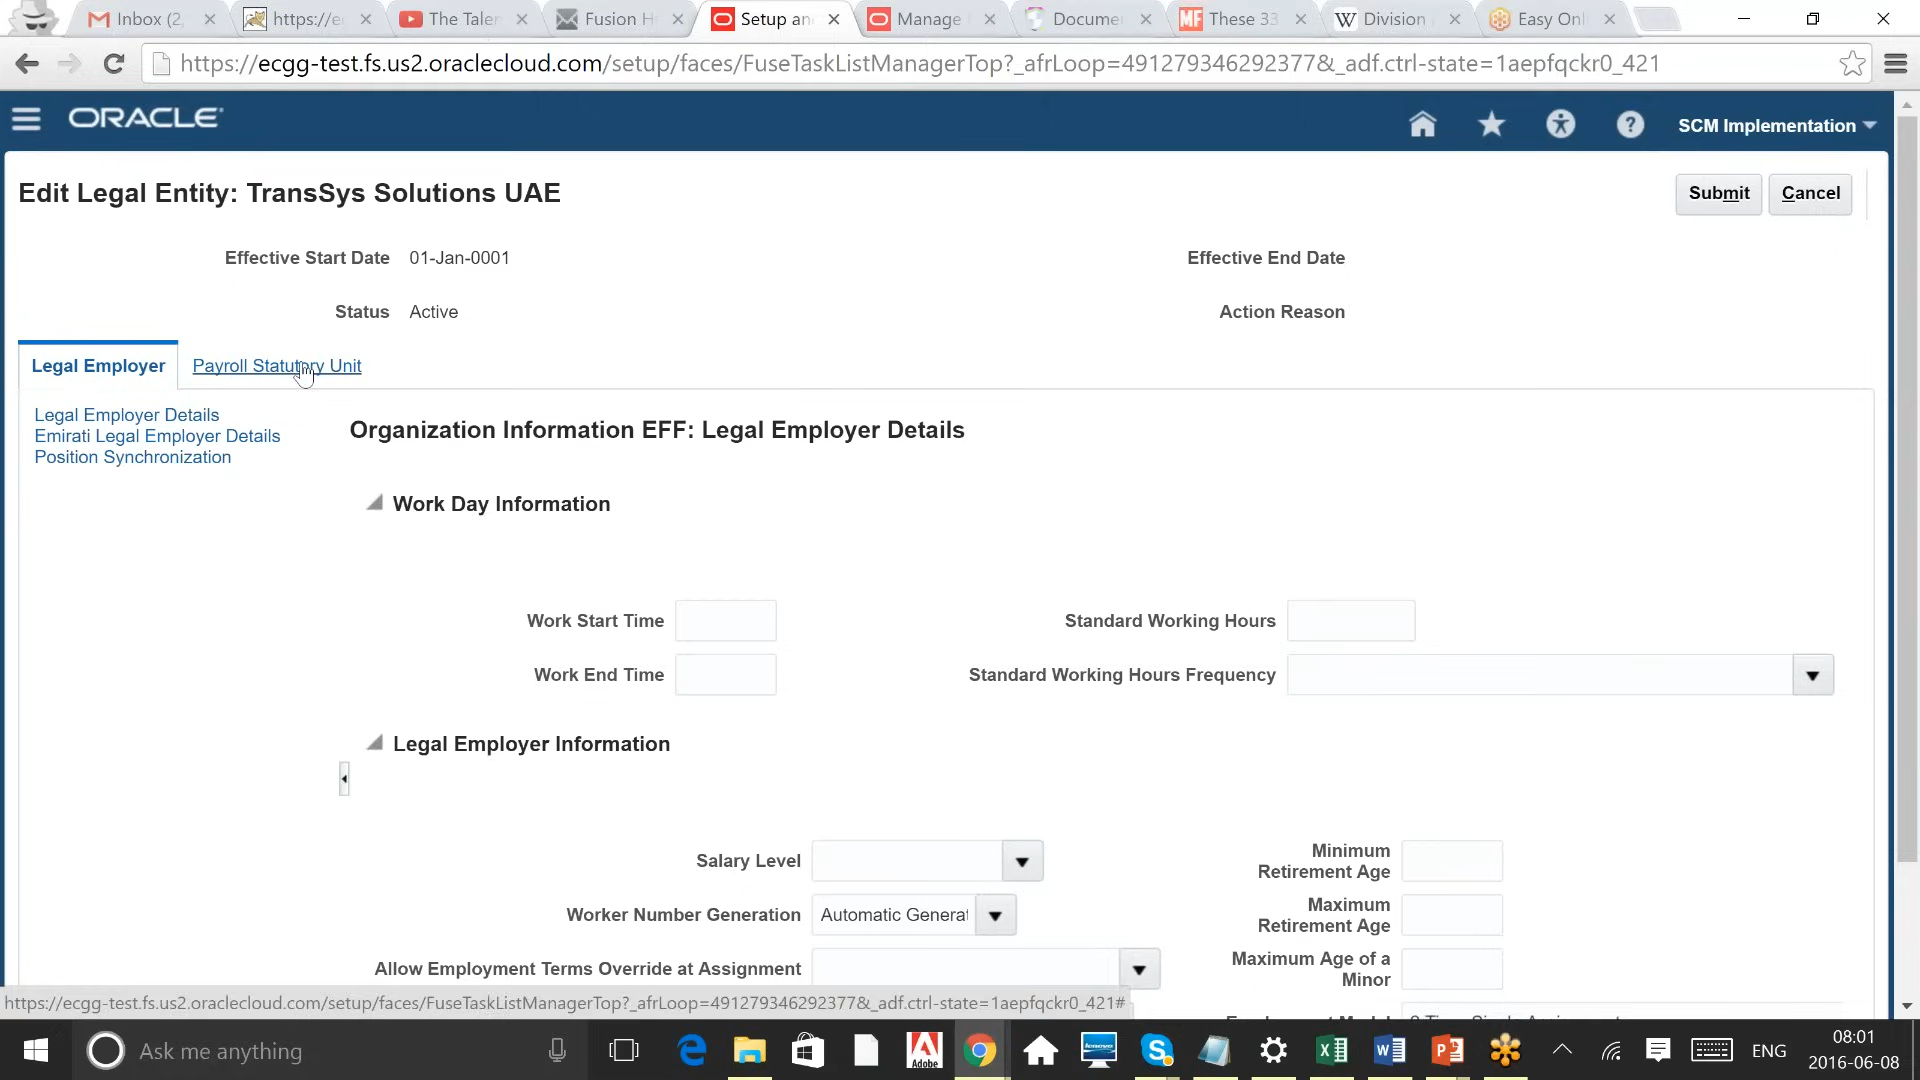 Inbox (2,
https://e
The Taler
Fusion H
Setup an
Manage
Docume
These 33
Division
Easy Onl
https://ecgg-test.fs.us2.oraclecloud.com/setup/faces/FuseTaskListManagerTop?_afrLoop=491279346292377&_adf.ctrl-state=1aepfqckr0_421
ORACLE
SCM Implementation
Edit Legal Entity: TransSys Solutions UAE
Submit
Cancel
Effective Start Date 01-Jan-0001
Effective End Date
Status Active
Action Reason
Legal Employer
Payroll Statutory Unit
Legal Employer Details
Emirati Legal Employer Details
Position Synchronization
Organization Information EFF: Legal Employer Details
Work Day Information
Work Start Time
Standard Working Hours
Work End Time
Standard Working Hours Frequency
Legal Employer Information
Salary Level
Minimum
Retirement Age
Worker Number Generation Automatic Generat
Maximum
Retirement Age
Allow Employment Terms Override at Assignment
Maximum Age of a
Minor
https://ecgg-test.fs.us2.oraclecloud.com/setup/faces/FuseTaskListManagerTop?_afrLoop=491279346292377&_adf.ctrl-state=1aepfqckr0_421#
Ask me anything
Adobe
lenovo
ENG
08:01
2016-06-08